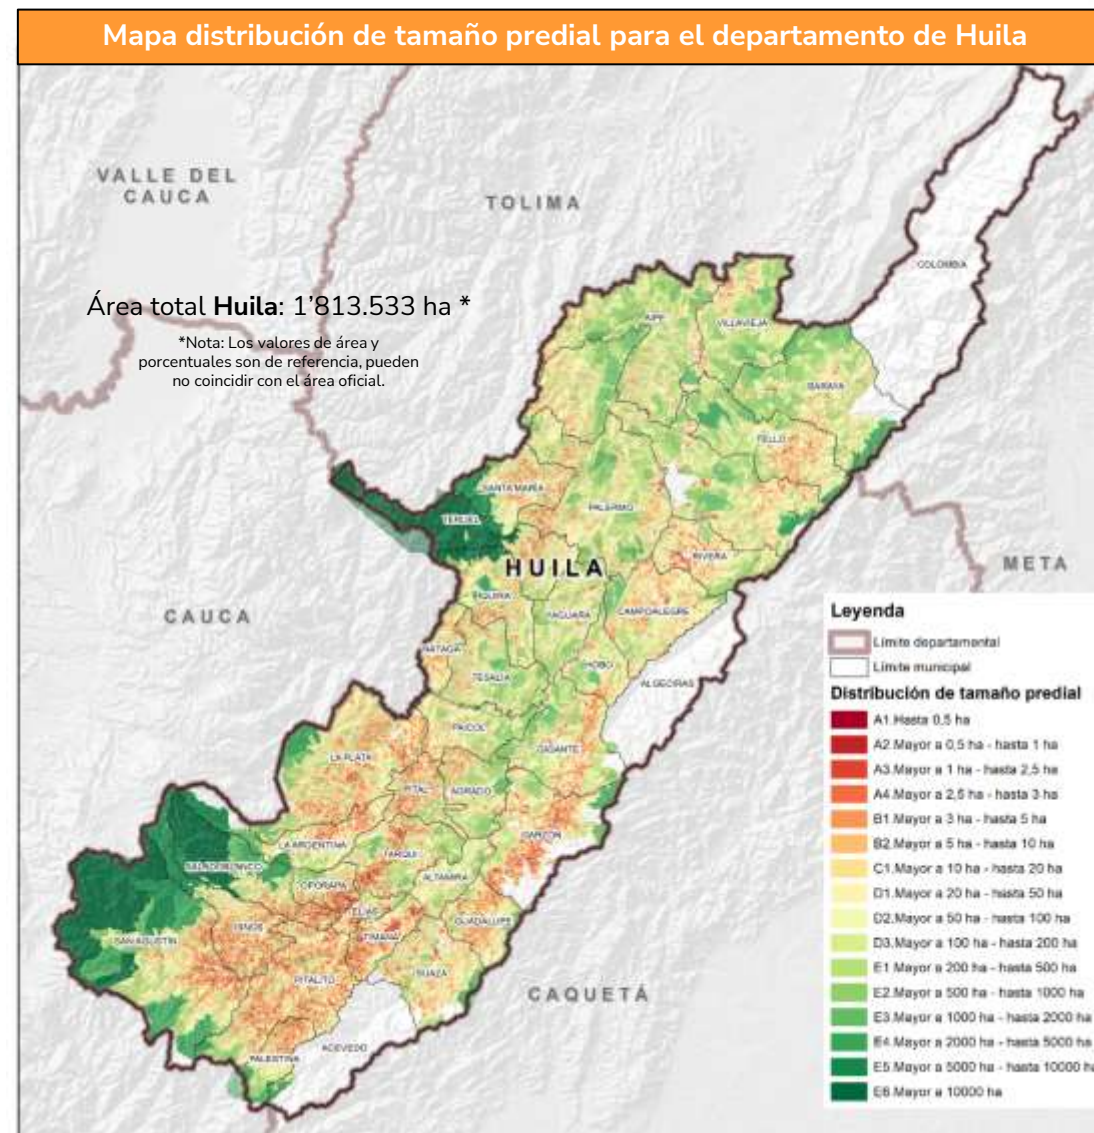 Mapa distribución de tamaño predial para el departamento de Huila
VALLE DEL
CAUCA
TOLIMA
COLOMBIA
Área total Huila: 1'813.533 ha *
*Nota: Los valores de área y
porcentuales son de referencia, pueden
no coincidir con el área oficial.
AIPE
VILLAVIEJA
BARAYA
TELLO
SANTA MARÍA
PALERMO
TERUEL
RIVERA
HUILA
META
CAUCA
YAGUARÁ
CAMPOALEGRE
NÁTAGA
TESALIA
HOBO
ALGECIRAS
PAICOL
GIGANTE
LA PLATA
PITAL
AGRADO
GARZÓN
LA ARGENTINA
TARQUI
SALADOBLANCO
OPORAPA
ALTAMIRA
ELÍAS
ISNOS
TIMANÁ
GUADALUPE
SAN AGUSTÍN
SUAZA
PITALITO
CAQUETÁ
ACEVEDO
PALESTINA
Leyenda
Límite departamental
Límite municipal
Distribución de tamaño predial
A1.Hasta 0,5 ha
A2.Mayor a 0,5 ha - hasta 1 ha
A3.Mayor a 1 ha - hasta 2,5 ha
A4.Mayor a 2,5 ha - hasta 3 ha
B1.Mayor a 3 ha - hasta 5 ha
B2.Mayor a 5 ha - hasta 10 ha
C1.Mayor a 10 ha - hasta 20 ha
D1.Mayor a 20 ha - hasta 50 ha
D2.Mayor a 50 ha - hasta 100 ha
D3.Mayor a 100 ha - hasta 200 ha
E1.Mayor a 200 ha - hasta 500 ha
E2.Mayor a 500 ha - hasta 1000 ha
E3.Mayor a 1000 ha - hasta 2000 ha
E4.Mayor a 2000 ha - hasta 5000 ha
E5.Mayor a 5000 ha - hasta 10000 ha
E6.Mayor a 10000 ha